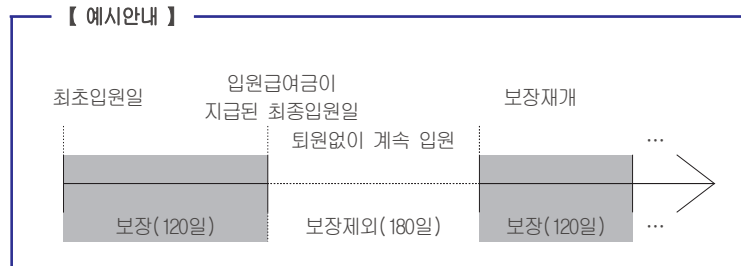 【 예시안내 】
최초입원일
입원급여금이
지급된 최종입원일
보장재개
퇴원없이 계속 입원
…
보장(120일)
보장제외(180일)
보장(120일)
…